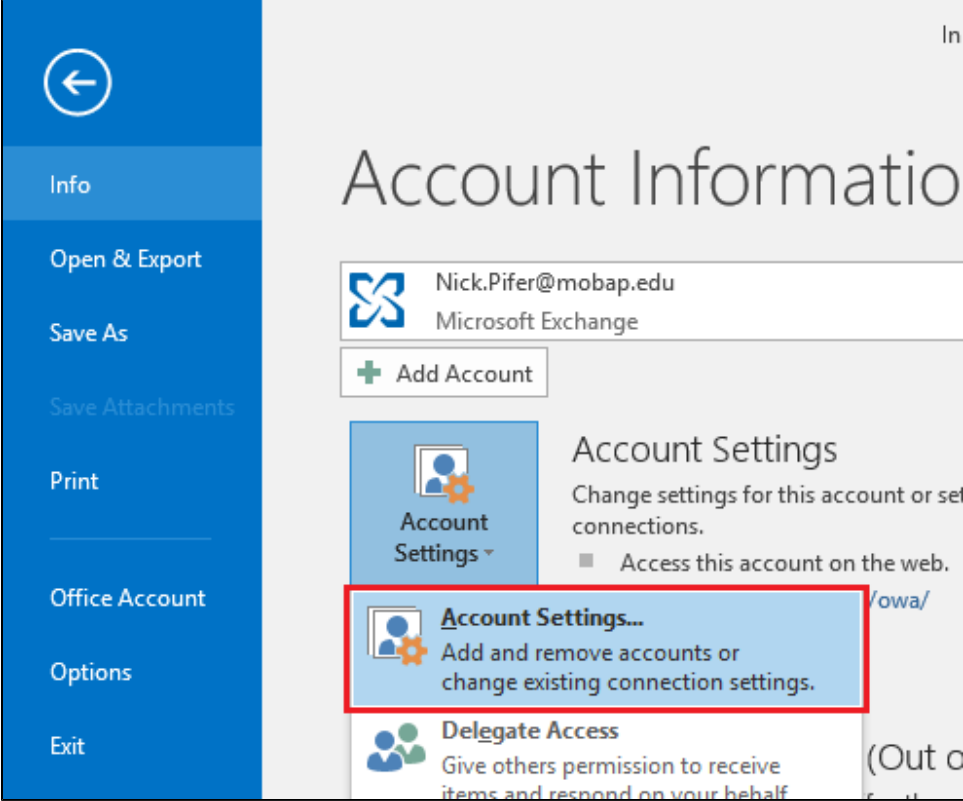 In
Info
Open & Export
Save As
Save Attachments
Print
Office Account
Options
Exit
Account Informatio
Nick.Pifer@mobap.edu
Microsoft Exchange
Add Account
Account
Settings
Account Settings
Change settings for this account or set
connections.
Access this account on the web.
/owa/
Account Settings...
Add and remove accounts or
change existing connection settings.
Delegate Access
Give others permission to receive
items and respond on your behalf
(Out o